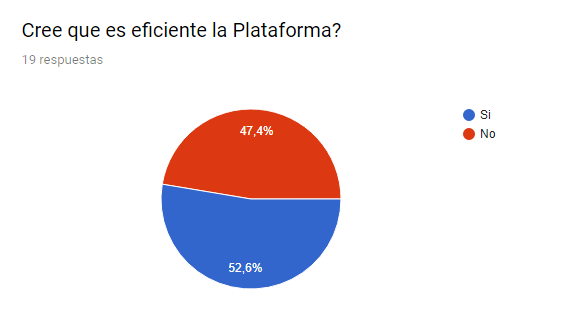 Cree que es eficiente la Plataforma?
19 respuestas
Si
No
47,4%
52,6%